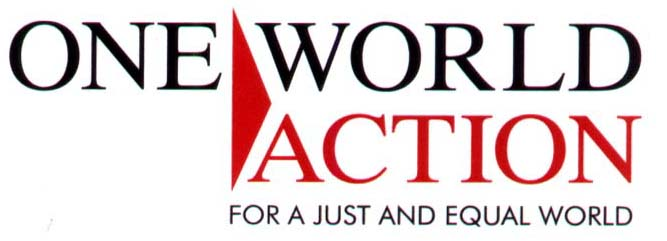 ONE WORLD
ACTION
FOR A JUST AND EQUAL WORLD